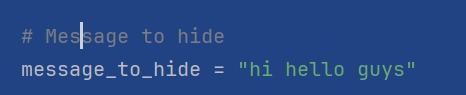 # Message to hide
message_to_hide = "hi hello guys"